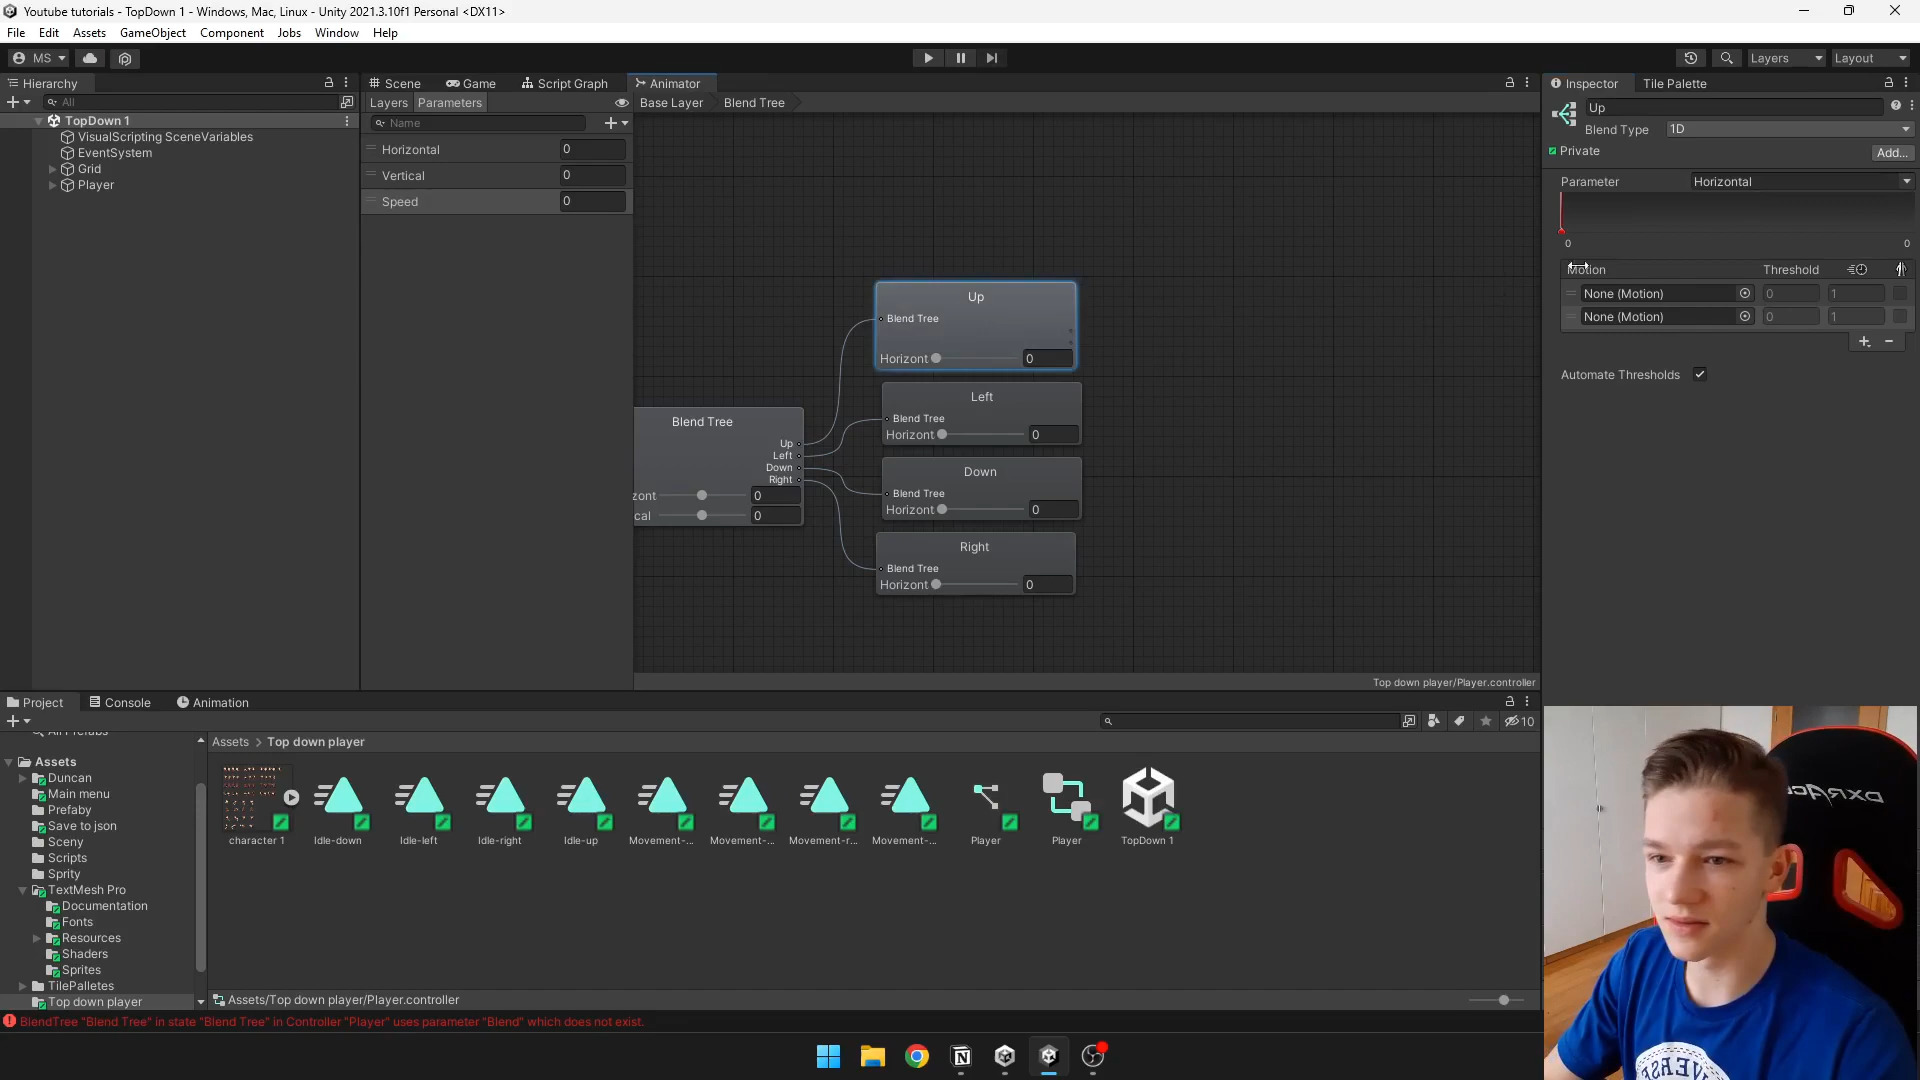 Youtube tutorials - TopDown 1 - Windows, Mac, Linux - Unity 2021.3.10f1 Personal <DX11>
File Edit Assets GameObject Component Jobs Window Help
MS Layers Layout
Hierarchy
All
TopDown 1
VisualScripting SceneVariables
EventSystem
Grid
Player
Scene Game Script Graph Animator
Layers Parameters Base Layer Blend Tree
Name
Horizontal 0
Vertical 0
Speed 0
Up
Blend Tree
Horizont 0
Left
Blend Tree
Horizont 0
Down
Blend Tree
Horizont 0
Right
Blend Tree
Horizont 0
Blend Tree
Up
Left
Down
Right
zont 0
cal 0
Top down player/Player.controller
Inspector Tile Palette
Up
Blend Type 1D
Private Add...
Parameter Horizontal
0 0
Motion Threshold
None (Motion) 0 1
None (Motion) 0 1
Automate Thresholds
Project Console Animation
10
All Prefabs
Assets
Duncan
Main menu
Prefaby
Save to json
Sceny
Scripts
Sprity
TextMesh Pro
Documentation
Fonts
Resources
Shaders
Sprites
TilePalletes
Top down player
Assets > Top down player
character 1 Idle-down Idle-left Idle-right Idle-up Movement-... Movement-... Movement-r... Movement-... Player Player TopDown 1
Assets/Top down player/Player.controller
BlendTree "Blend Tree" in state "Blend Tree" in Controller "Player" uses parameter "Blend" which does not exist.